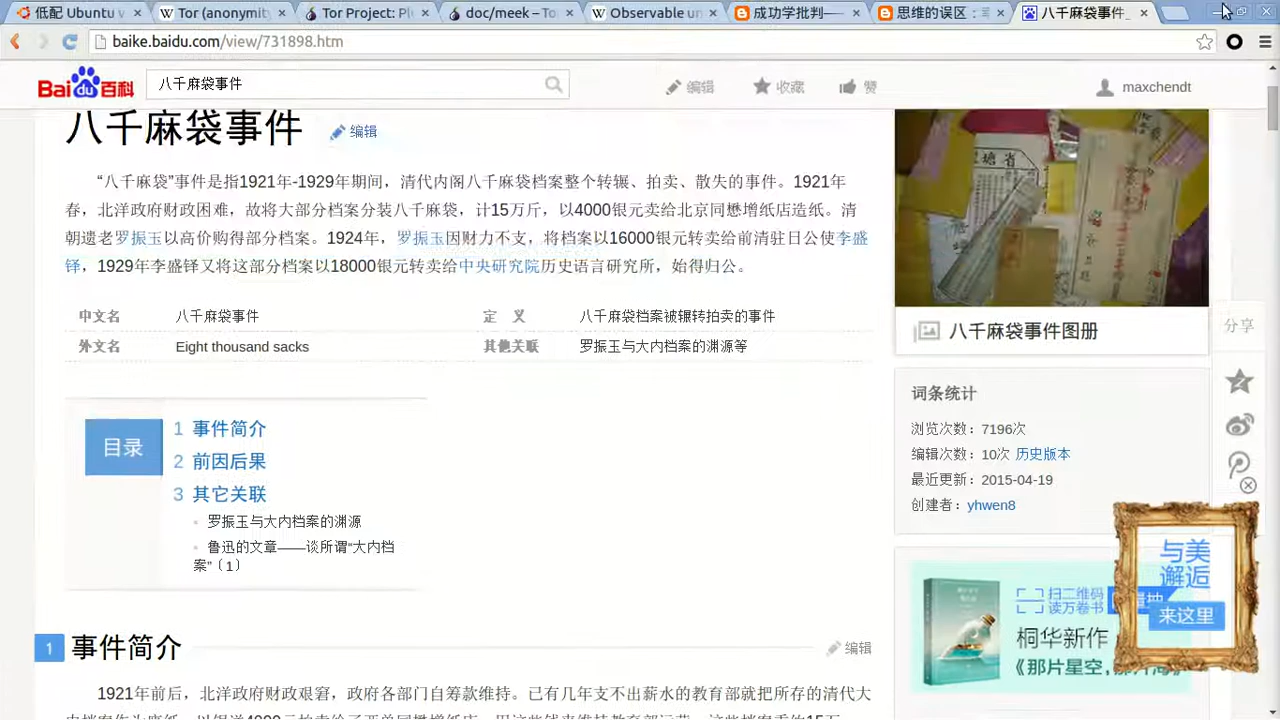 低配 Ubuntu w
Tor (anonymity
Tor Project: Plu
doc/meek – To
Observable un
成功学批判—
思维的误区：
八千麻袋事件_
baike.baidu.com/view/731898.htm
Bai du 百科
八千麻袋事件
编辑
收藏
赞
maxchendt
八千麻袋事件
编辑
“八千麻袋”事件是指1921年-1929年期间，清代内阁八千麻袋档案整个转辗、拍卖、散失的事件。1921年
春，北洋政府财政困难，故将大部分档案分装八千麻袋，计15万斤，以4000银元卖给北京同懋增纸店造纸。清
朝遗老罗振玉以高价购得部分档案。1924年，罗振玉因财力不支，将档案以16000银元转卖给前清驻日公使李盛
铎，1929年李盛铎又将这部分档案以18000银元转卖给中央研究院历史语言研究所，始得归公。
中文名 八千麻袋事件 定 义 八千麻袋档案被辗转拍卖的事件
外文名 Eight thousand sacks 其他关联 罗振玉与大内档案的渊源等
目录
1 事件简介
2 前因后果
3 其它关联
罗振玉与大内档案的渊源
鲁迅的文章——谈所谓“大内档
案”〔1〕
1 事件简介
编辑
1921年前后，北洋政府财政艰窘，政府各部门自筹款维持。已有几年支不出薪水的教育部就把所存的清代大
八千麻袋事件图册
词条统计
浏览次数：7196次
编辑次数：10次 历史版本
最近更新：2015-04-19
创建者：yhwen8
分享
扫二维码
读万卷书
桐华新作
《那片星空，那片海》
与美
邂逅
来这里